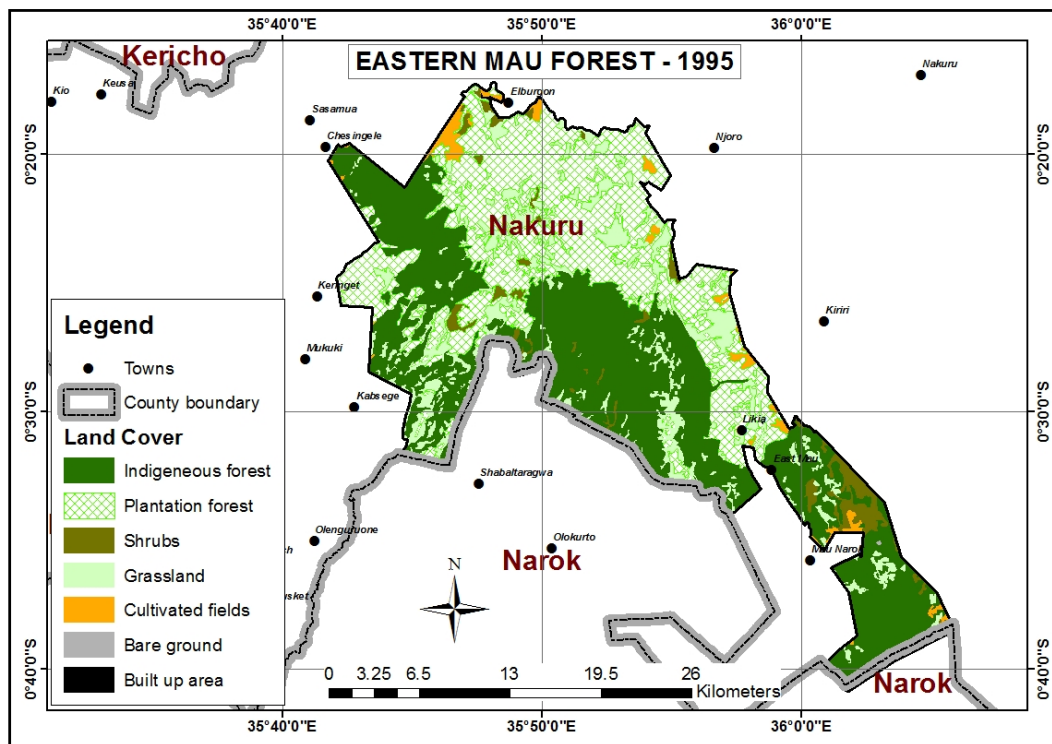 35°40'0"E 35°50'0"E 36°0'0"E
EASTERN MAU FOREST - 1995
Kericho
Kio
Keusa
Nakuru
Elburgon
Sasamua
Chesingele
Njoro
0°20'0"S 0°20'0"S
Nakuru
Keringet
Kiriri
Mukuki
Kabsege
0°30'0"S 0°30'0"S
Likia
East Mau
Shabaltaragwa
Olenguruone
Olokurto
Mau Narok
Narok
usket
N
Legend
Towns
County boundary
Land Cover
Indigeneous forest
Plantation forest
Shrubs
Grassland
Cultivated fields
Bare ground
Built up area
0 3.25 6.5 13 19.5 26
Kilometers
Narok
0°40'0"S 0°40'0"S
35°40'0"E 35°50'0"E 36°0'0"E